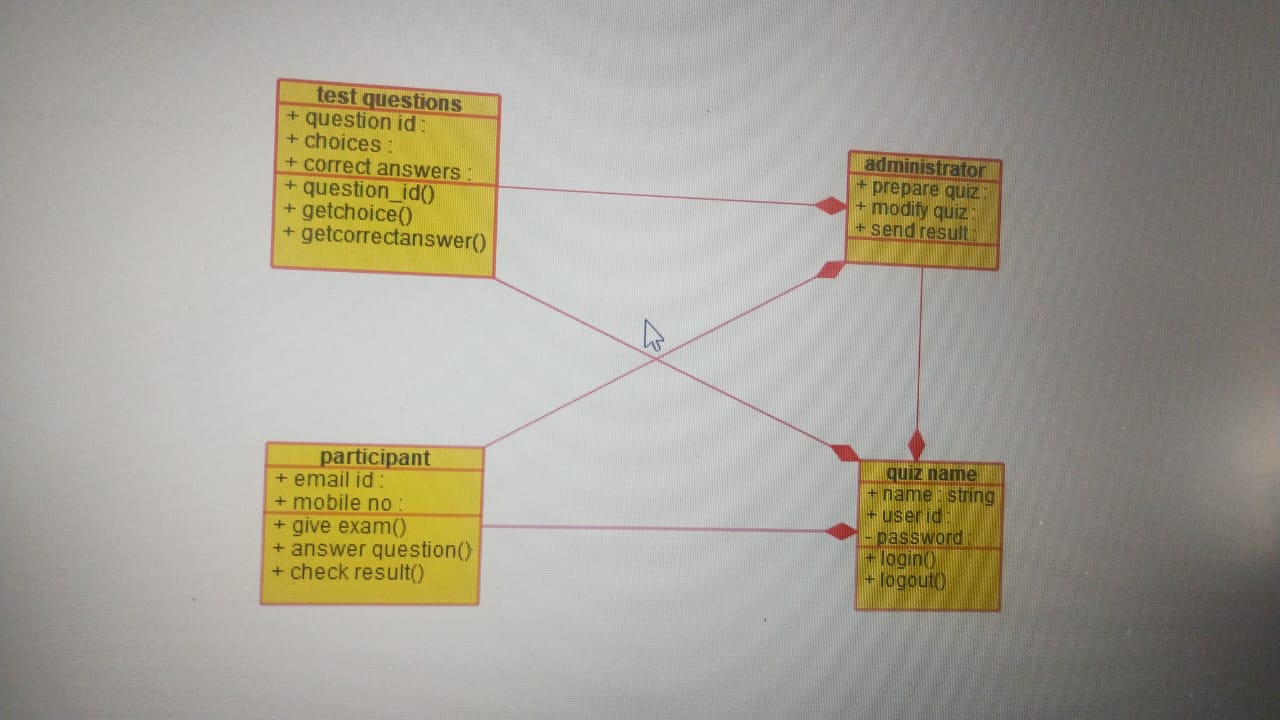 test questions
+ question id :
+ choices :
+ correct answers :
+ question_id()
+ getchoice()
+ getcorrectanswer()
administrator
+ prepare quiz :
+ modify quiz :
+ send result :
participant
+ email id :
+ mobile no :
+ give exam()
+ answer question()
+ check result()
quiz name
+ name : string
+ user id :
- password :
+ login()
+ logout()